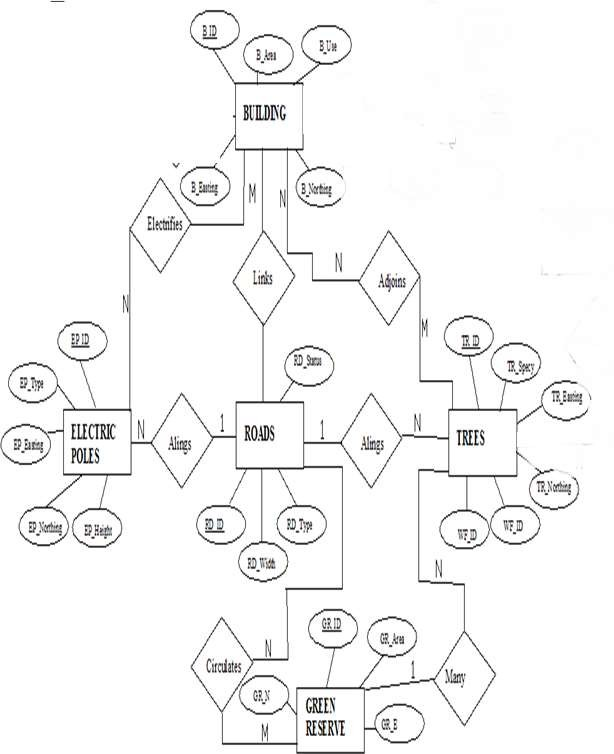 B_ID
B_Area
B_Use
BUILDING
B_Easting
B_Northing
M
N
Electrifies
Links
N
Adjoins
N
M
EP_ID
TR_ID
RD_Status
TR_Specy
EP_Type
TR_Easting
ELECTRIC
POLES
N
Alings
1
ROADS
1
Alings
N
TREES
EP_Easting
TR_Northing
EP_Northing
EP_Height
RD_ID
RD_Type
WF_ID
WF_ID
RD_Width
N
GR_ID
GR_Area
Circulates
N
GR_N
GREEN
RESERVE
1
Many
GR_E
M